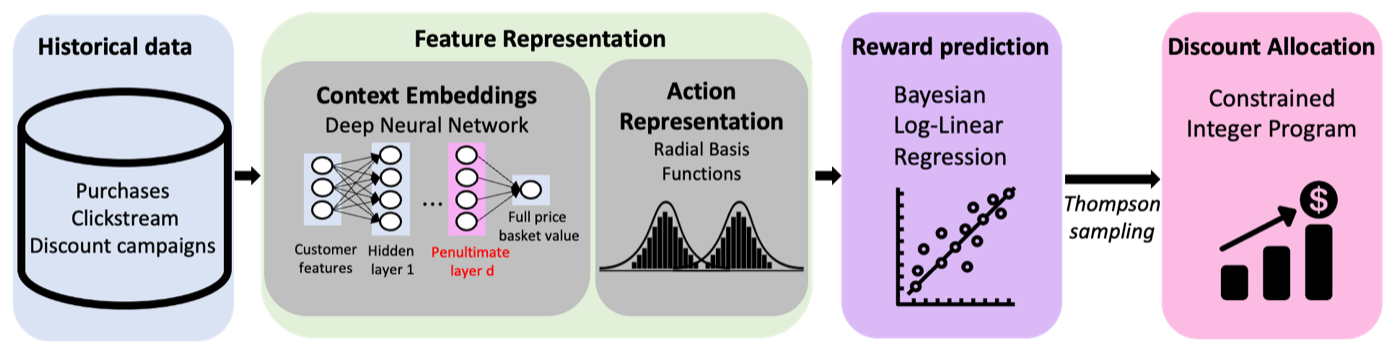 Historical data
Purchases
Clickstream
Discount campaigns
Feature Representation
Context Embeddings
Deep Neural Network
...
Customer
features
Hidden
layer 1
Penultimate
layer d
Full price
basket value
Action
Representation
Radial Basis
Functions
Reward prediction
Bayesian
Log-Linear
Regression
Thompson
sampling
Discount Allocation
Constrained
Integer Program
$